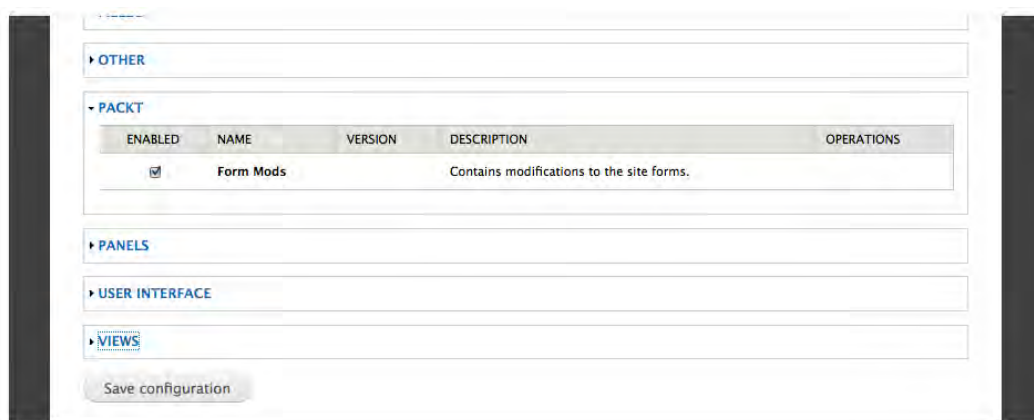 OTHER
PACKT
ENABLED NAME VERSION DESCRIPTION OPERATIONS
Form Mods Contains modifications to the site forms.
PANELS
USER INTERFACE
VIEWS
Save configuration